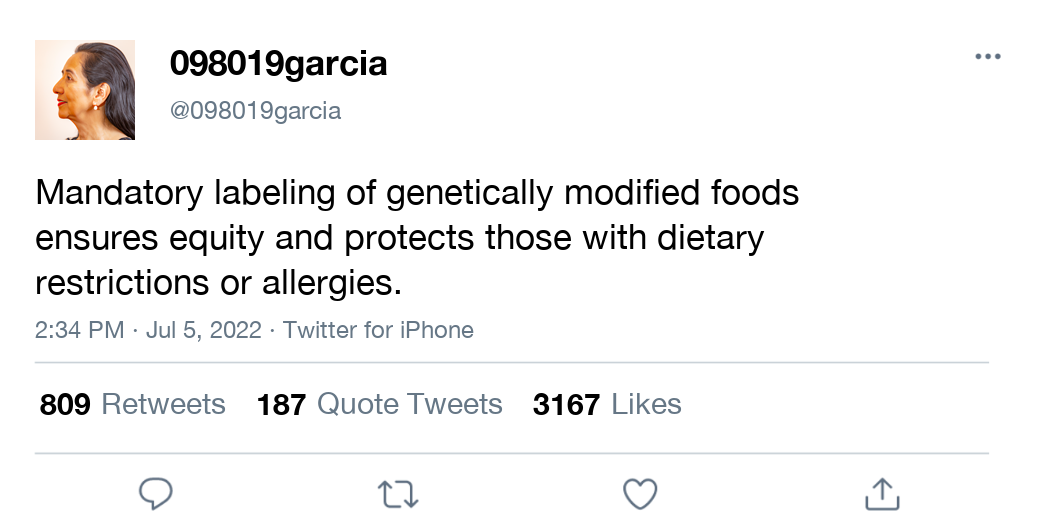 098019garcia
@098019garcia
Mandatory labeling of genetically modified foods
ensures equity and protects those with dietary
restrictions or allergies.
2:34 PM · Jul 5, 2022 · Twitter for iPhone
809 Retweets 187 Quote Tweets 3167 Likes